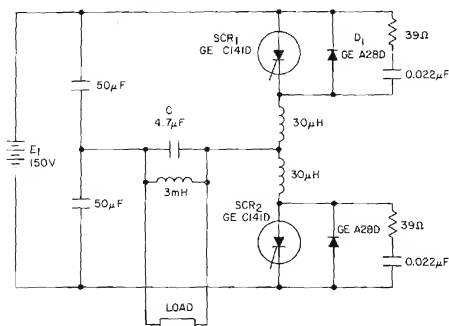 SCR1
GE C141D
D1
GE A28D
39Ω
0.022μF
50μF
C
4.7μF
30μH
E1
150V
3mH
30μH
50μF
SCR2
GE C141D
GE A28D
39Ω
0.022μF
LOAD